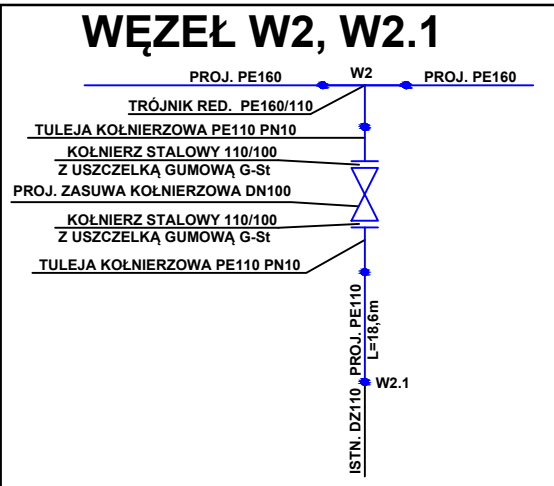 WĘZEŁ W2, W2.1
PROJ. PE160
W2
PROJ. PE160
TRÓJNIK RED. PE160/110
TULEJA KOŁNIERZOWA PE110 PN10
KOŁNIERZ STALOWY 110/100
Z USZCZELKĄ GUMOWĄ G-St
PROJ. ZASUWA KOŁNIERZOWA DN100
KOŁNIERZ STALOWY 110/100
Z USZCZELKĄ GUMOWĄ G-St
TULEJA KOŁNIERZOWA PE110 PN10
PROJ. PE110
L=18,6m
W2.1
ISTN. DZ110